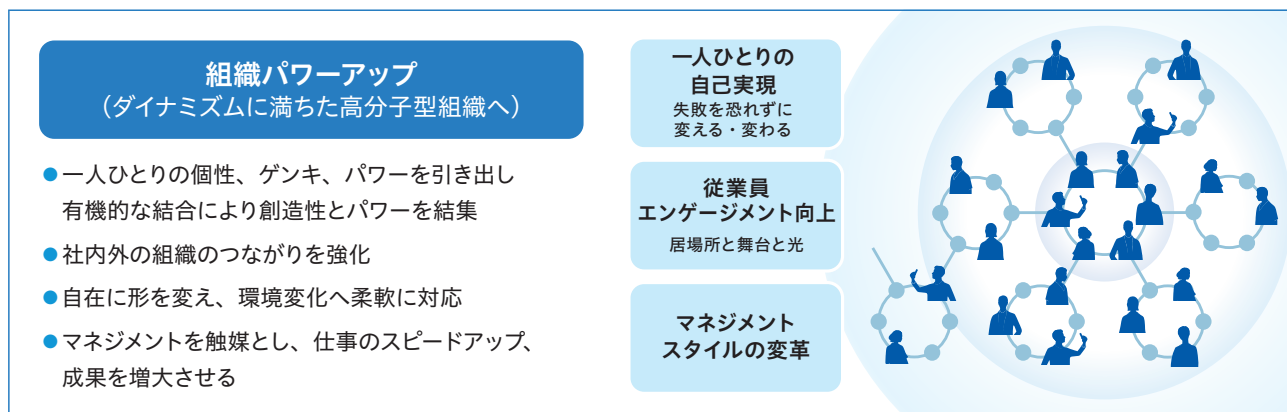 組織パワーアップ
（ダイナミズムに満ちた高分子型組織へ）
●一人ひとりの個性、ゲンキ、パワーを引き出し
有機的な結合により創造性とパワーを結集
●社内外の組織のつながりを強化
●自在に形を変え、環境変化へ柔軟に対応
●マネジメントを触媒とし、仕事のスピードアップ、
成果を増大させる
一人ひとりの
自己実現
失敗を恐れずに
変える・変わる
従業員
エンゲージメント向上
居場所と舞台と光
マネジメント
スタイルの変革